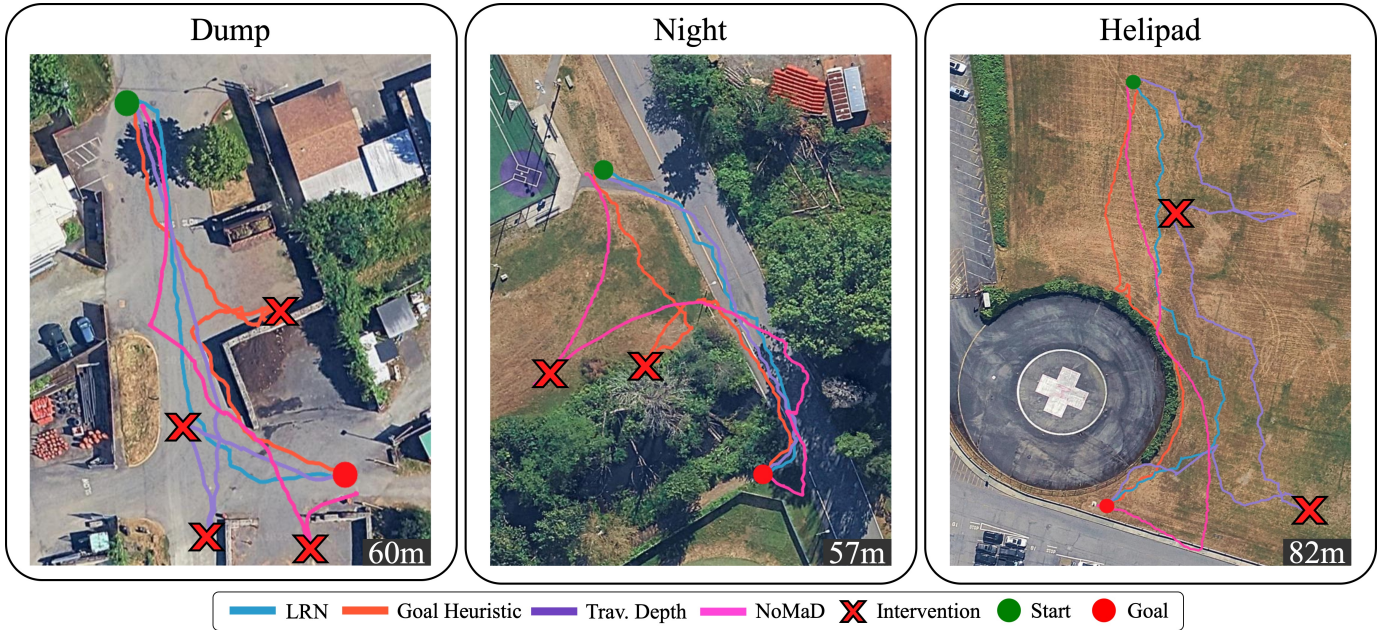 Dump
Night
Helipad
60m
57m
82m
LRN
Goal Heuristic
Trav. Depth
NoMaD
Intervention
Start
Goal